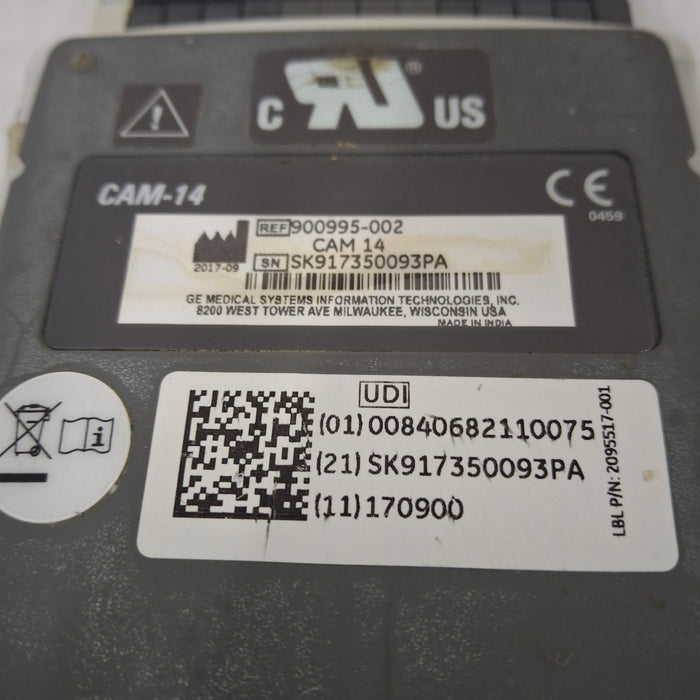 C RU® US
CAM-14
CE
0459
REF 900995-002
CAM 14
2017-09
SN SK917350093PA
GE MEDICAL SYSTEMS INFORMATION TECHNOLOGIES, INC.
8200 WEST TOWER AVE MILWAUKEE, WISCONSIN USA
MADE IN INDIA
UDI
(01)00840682110075
(21)SK917350093PA
(11)170900
LBL P/N: 2095517-001